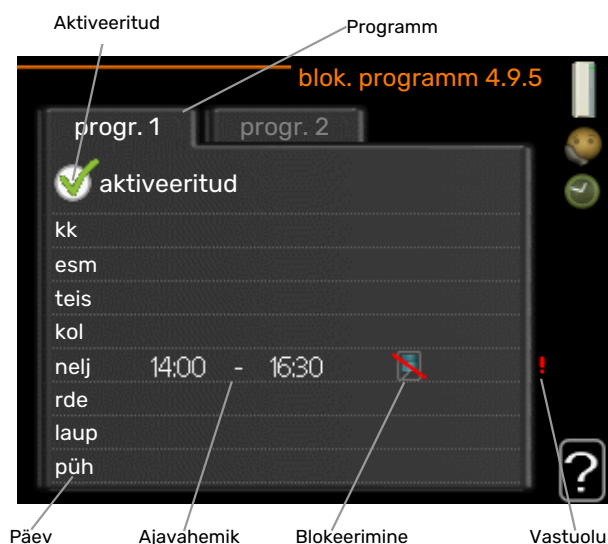 Aktiveeritud
Programm
blok. programm 4.9.5
progr. 1
progr. 2
aktiveeritud
kk
esm
teis
kol
nelj 14:00 - 16:30 !
rde
laup
püh
?
Päev
Ajavahemik
Blokeerimine
Vastuolu